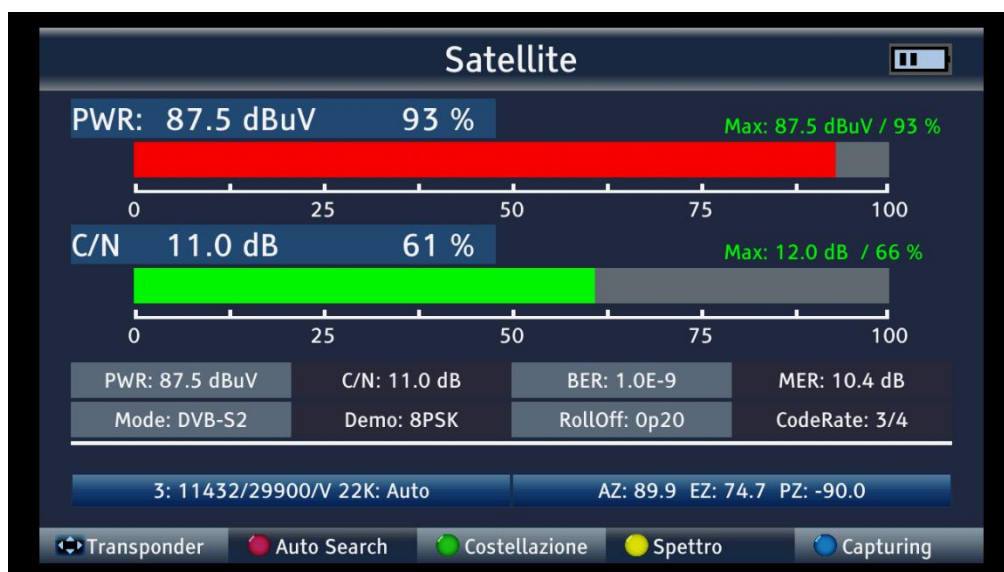 Satellite
PWR: 87.5 dBuV 93 %
Max: 87.5 dBuV / 93 %
0 25 50 75 100
C/N 11.0 dB 61 %
Max: 12.0 dB / 66 %
0 25 50 75 100
PWR: 87.5 dBuV C/N: 11.0 dB BER: 1.0E-9 MER: 10.4 dB
Mode: DVB-S2 Demo: 8PSK RollOff: 0p20 CodeRate: 3/4
3: 11432/29900/V 22K: Auto AZ: 89.9 EZ: 74.7 PZ: -90.0
Transponder Auto Search Costellazione Spettro Capturing